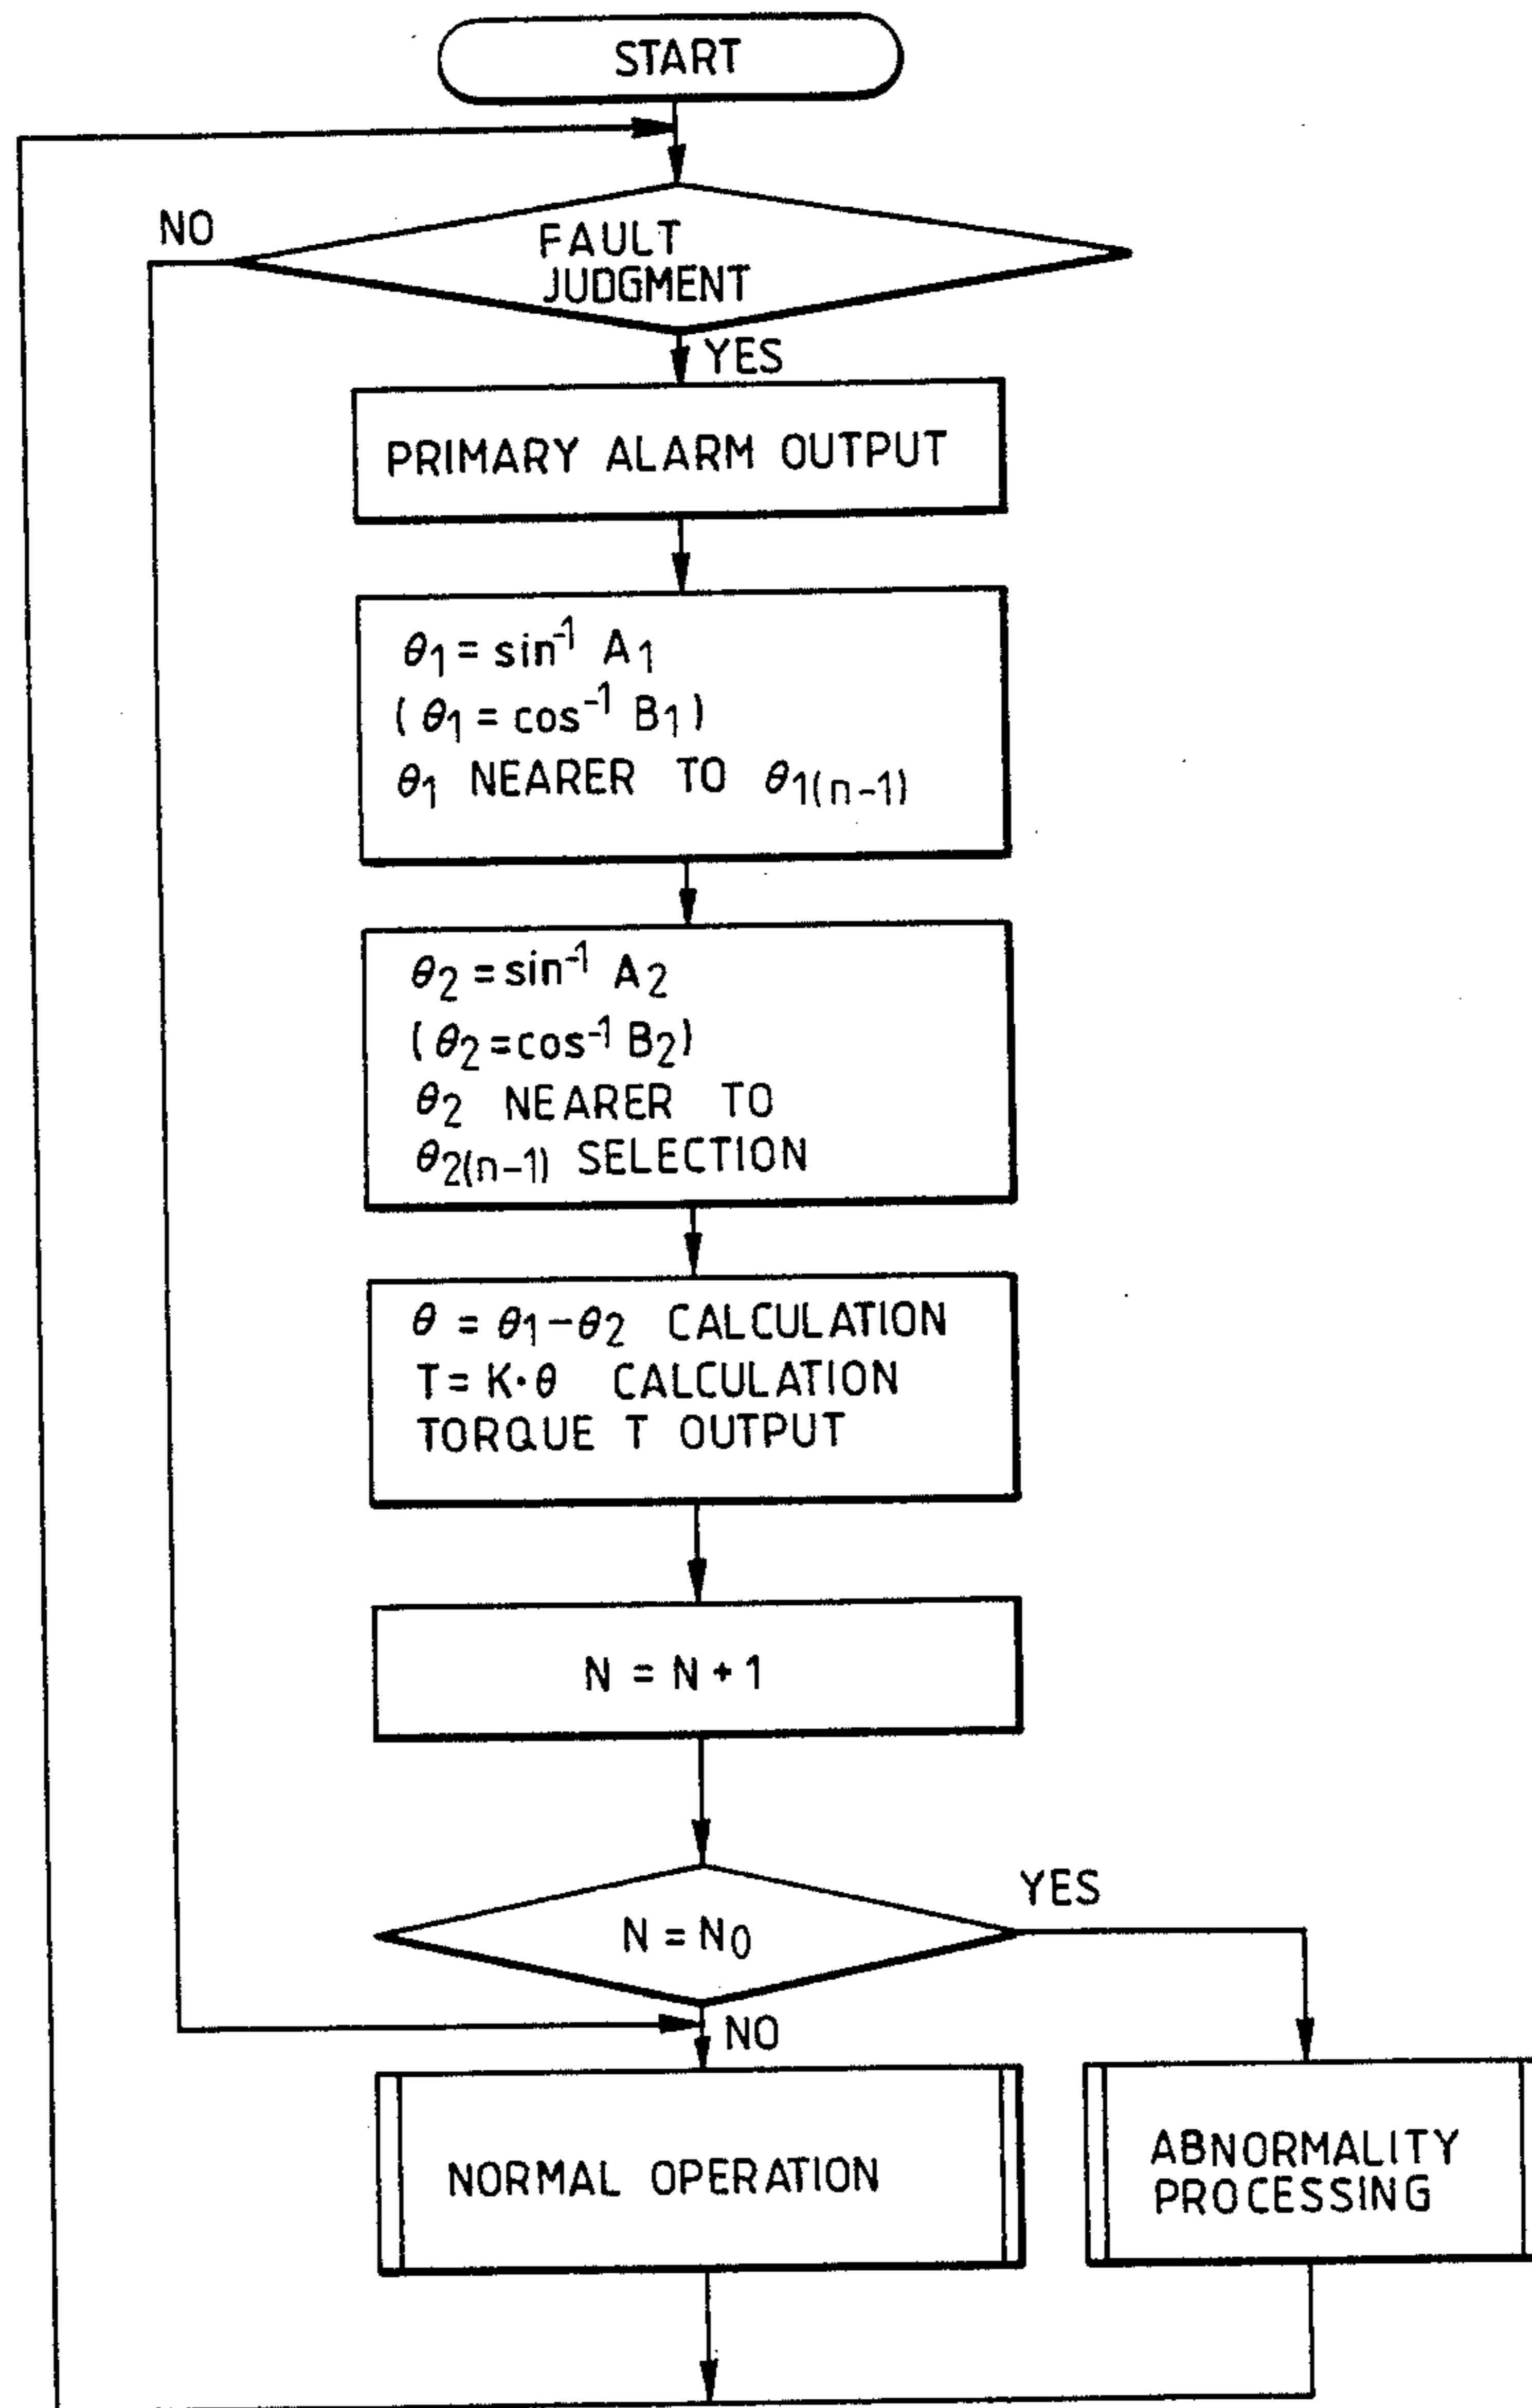 START
NO
FAULT
JUDGMENT
YES
PRIMARY ALARM OUTPUT
θ₁ = sin⁻¹ A₁
(θ₁ = cos⁻¹ B₁)
θ₁ NEARER TO θ₁₍ₙ₋₁₎
θ₂ = sin⁻¹ A₂
(θ₂ = cos⁻¹ B₂)
θ₂ NEARER TO
θ₂₍ₙ₋₁₎ SELECTION
θ = θ₁ − θ₂ CALCULATION
T = K·θ CALCULATION
TORQUE T OUTPUT
N = N + 1
YES
N = N₀
NO
NORMAL OPERATION
ABNORMALITY
PROCESSING